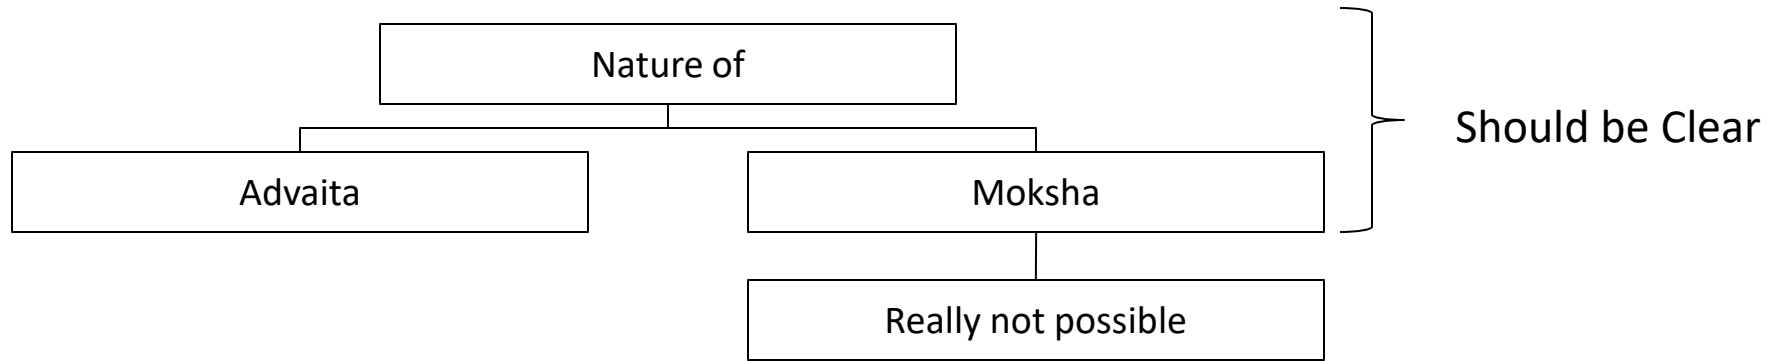 Nature of
Should be Clear
Advaita
Moksha
Really not possible